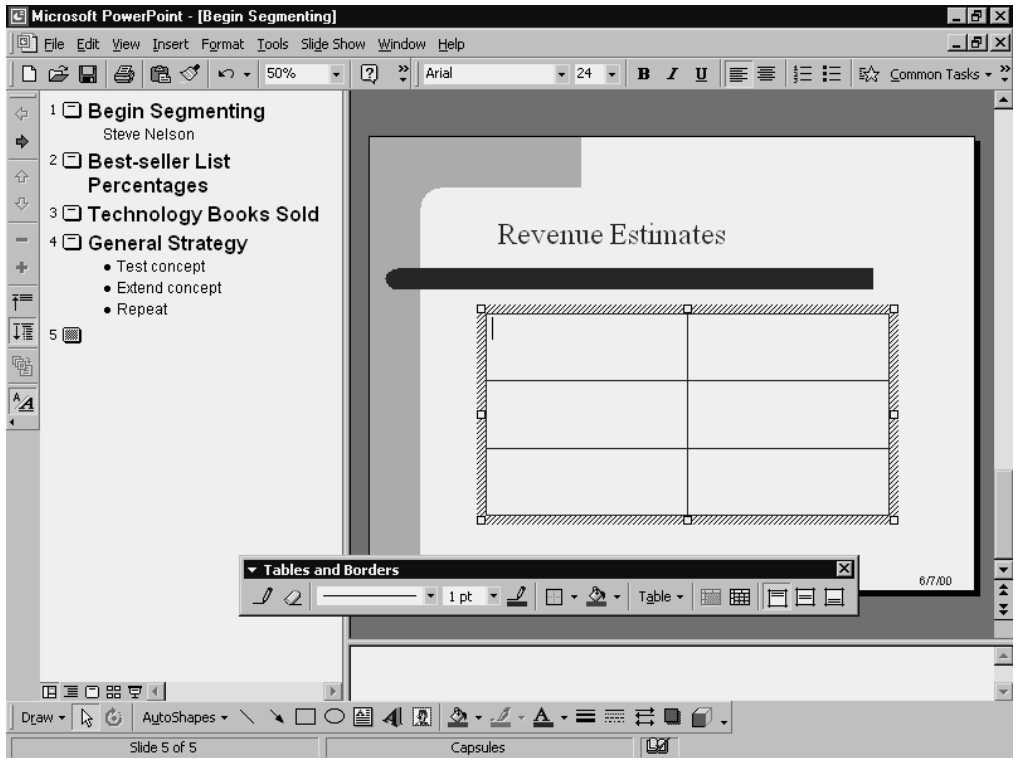 Microsoft PowerPoint - [Begin Segmenting]
File Edit View Insert Format Tools Slide Show Window Help
50% Arial 24 B I U Common Tasks
1 Begin Segmenting
Steve Nelson
2 Best-seller List
Percentages
3 Technology Books Sold
4 General Strategy
• Test concept
• Extend concept
• Repeat
5
Revenue Estimates
6/7/00
Tables and Borders
1 pt Table
Draw AutoShapes A
Slide 5 of 5 Capsules